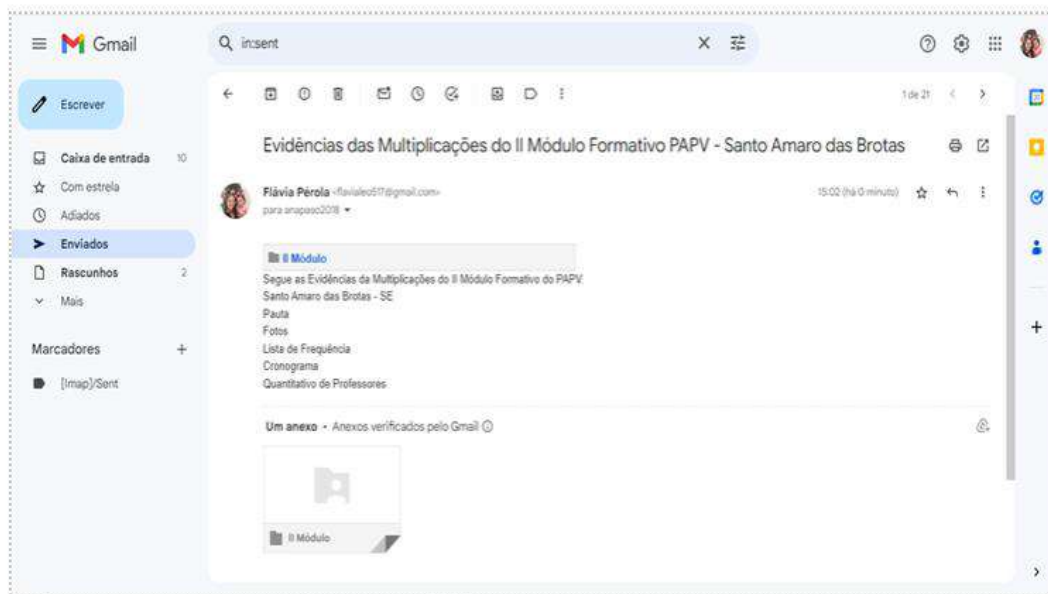 Gmail
in:sent
Escrever
1 de 21
Caixa de entrada 10
Com estrela
Adiados
Enviados
Rascunhos 2
Mais
Marcadores
[Imap]/Sent
Evidências das Multiplicações do II Módulo Formativo PAPV - Santo Amaro das Brotas
Flávia Pérola <flavialeo517@gmail.com>
15:02 (há 0 minuto)
para anapaso2018
II Módulo
Segue as Evidências da Multiplicações do II Módulo Formativo do PAPV.
Santo Amaro das Brotas - SE
Pauta
Fotos
Lista de Frequência
Cronograma
Quantitativo de Professores
Um anexo • Anexos verificados pelo Gmail
II Módulo